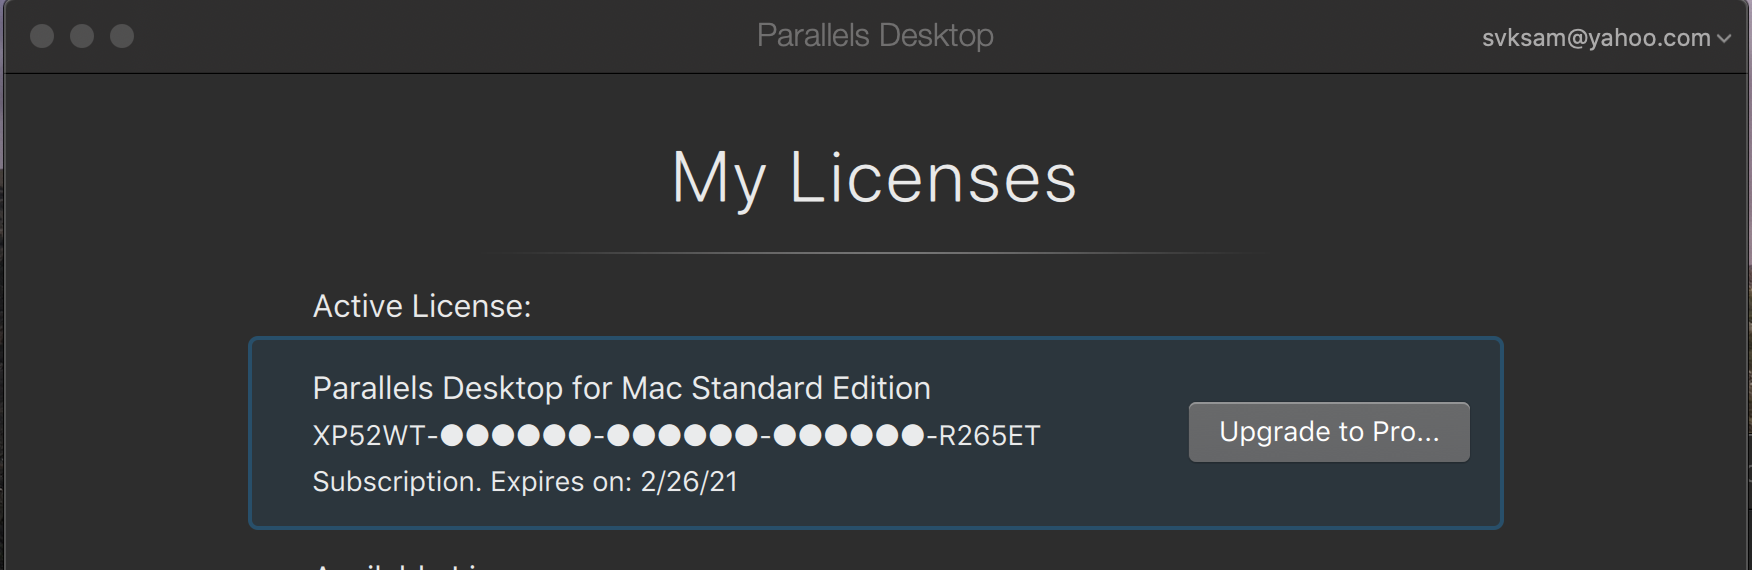 Parallels Desktop
svksam@yahoo.com
My Licenses
Active License:
Parallels Desktop for Mac Standard Edition
XP52WT-●●●●●●-●●●●●●-●●●●●●-R265ET
Upgrade to Pro...
Subscription. Expires on: 2/26/21